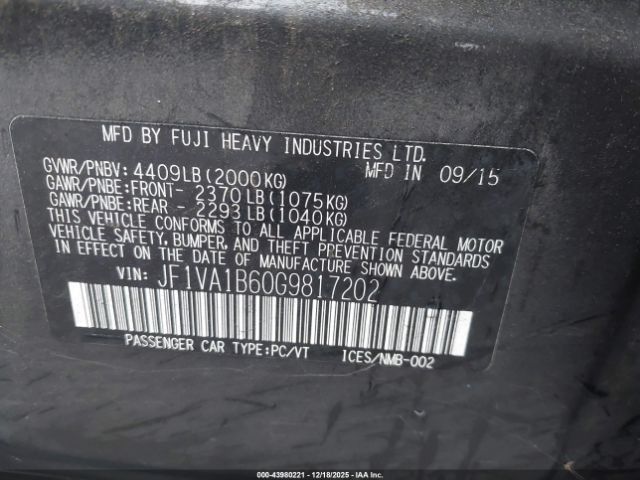 MFD BY FUJI HEAVY INDUSTRIES LTD.
GVWR/PNBV: 4409LB(2000KG) MFD IN 09/15
GAWR/PNBE:FRONT- 2370LB(1075KG)
GAWR/PNBE:REAR - 2293LB(1040KG)
THIS VEHICLE CONFORMS TO ALL APPLICABLE FEDERAL MOTOR
VEHICLE SAFETY, BUMPER, AND THEFT PREVENTION STANDARDS
IN EFFECT ON THE DATE OF MANUFACTURE SHOWN ABOVE.
VIN: JF1VA1B60G9817202
PASSENGER CAR TYPE:PC/VT ICES/NMB-002
000-43980221 | 12/18/2025 | IAA Inc.